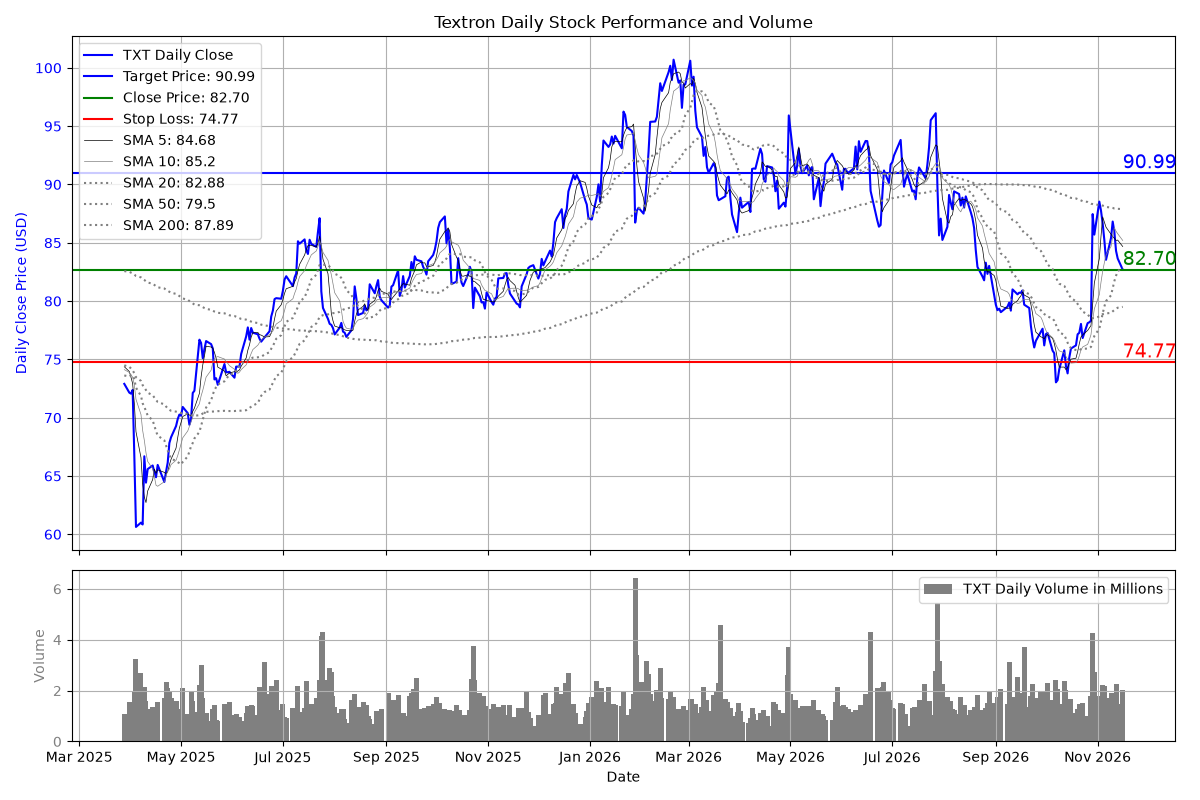 Textron Daily Stock Performance and Volume
TXT Daily Close
Target Price: 90.99
Close Price: 82.70
Stop Loss: 74.77
SMA 5: 84.68
SMA 10: 85.2
SMA 20: 82.88
SMA 50: 79.5
SMA 200: 87.89
100
95
90
85
80
75
70
65
60
Daily Close Price (USD)
90.99
82.70
74.77
TXT Daily Volume in Millions
6
4
2
0
Volume
Mar 2025 May 2025 Jul 2025 Sep 2025 Nov 2025 Jan 2026 Mar 2026 May 2026 Jul 2026 Sep 2026 Nov 2026
Date